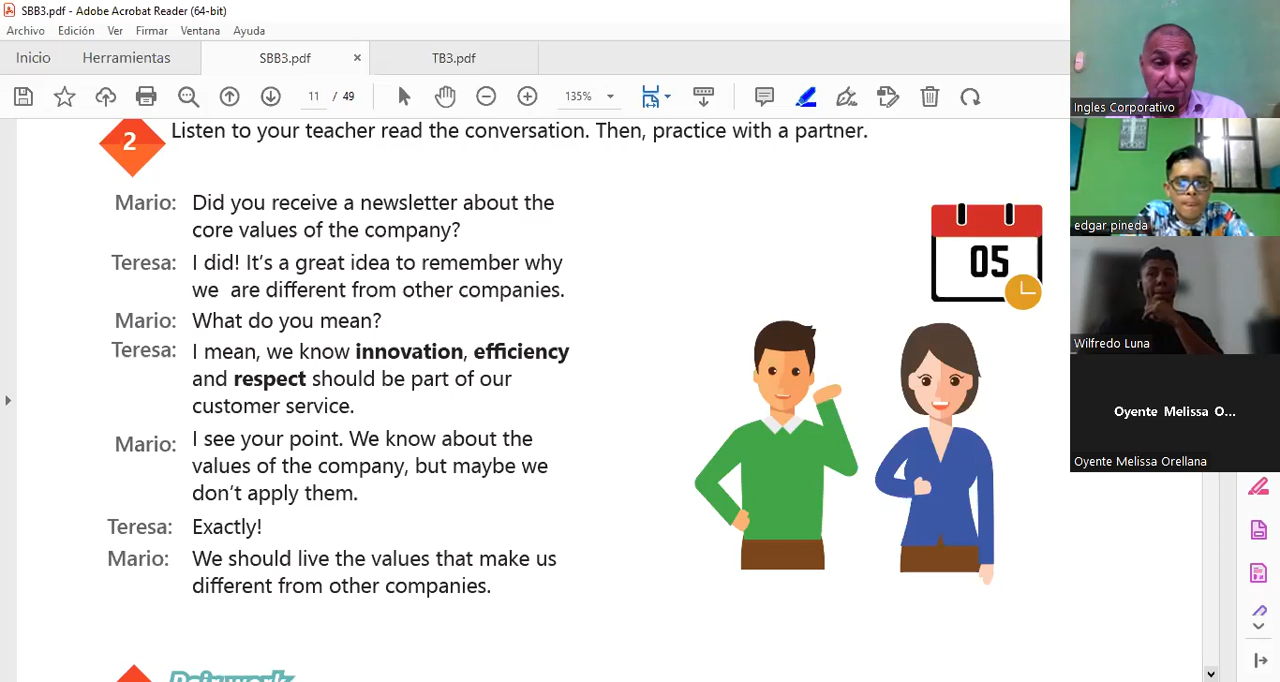 SBB3.pdf - Adobe Acrobat Reader (64-bit)
Archivo Edición Ver Firmar Ventana Ayuda
Inicio Herramientas SBB3.pdf × TB3.pdf
11 / 49 135%
2 Listen to your teacher read the conversation. Then, practice with a partner.
Mario: Did you receive a newsletter about the
core values of the company?
Teresa: I did! It's a great idea to remember why
we are different from other companies.
Mario: What do you mean?
Teresa: I mean, we know innovation, efficiency
and respect should be part of our
customer service.
Mario: I see your point. We know about the
values of the company, but maybe we
don't apply them.
Teresa: Exactly!
Mario: We should live the values that make us
different from other companies.
Pair work
05
Ingles Corporativo
edgar pineda
Wilfredo Luna
Oyente Melissa O...
Oyente Melissa Orellana